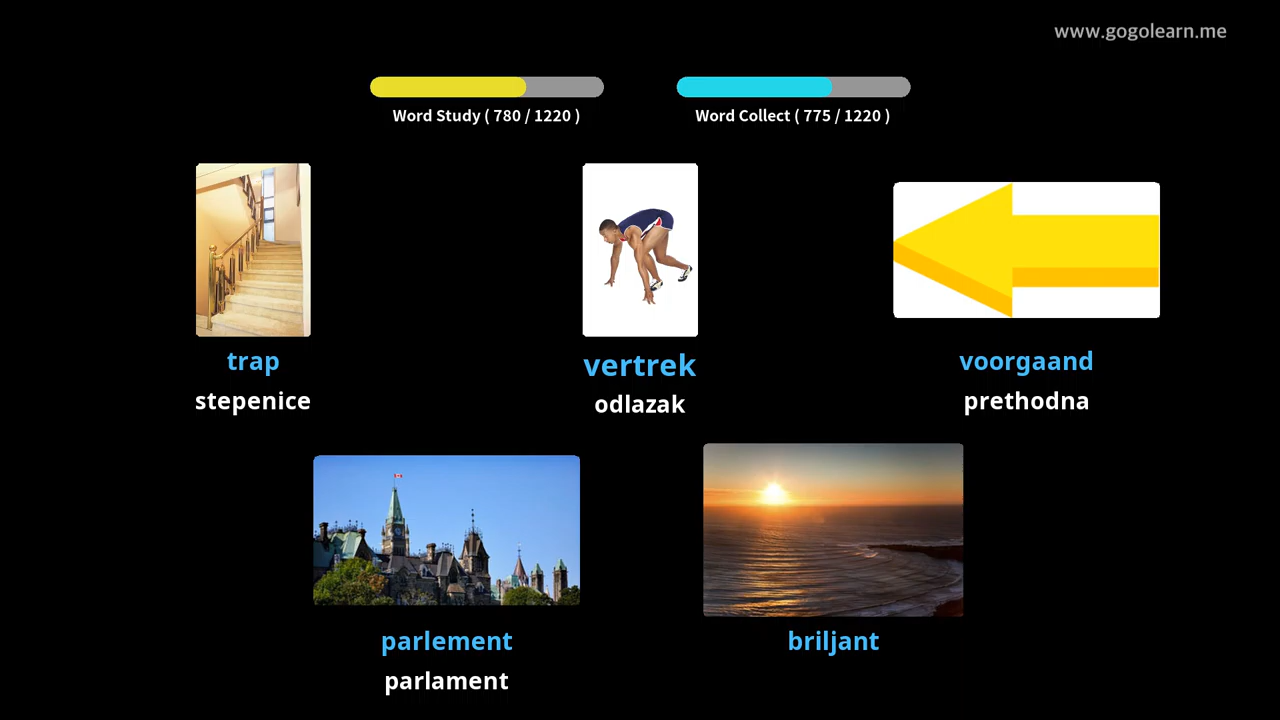 www.gogolearn.me
Word Study ( 780 / 1220 )
Word Collect ( 775 / 1220 )
trap
stepenice
vertrek
odlazak
voorgaand
prethodna
parlement
parlament
briljant